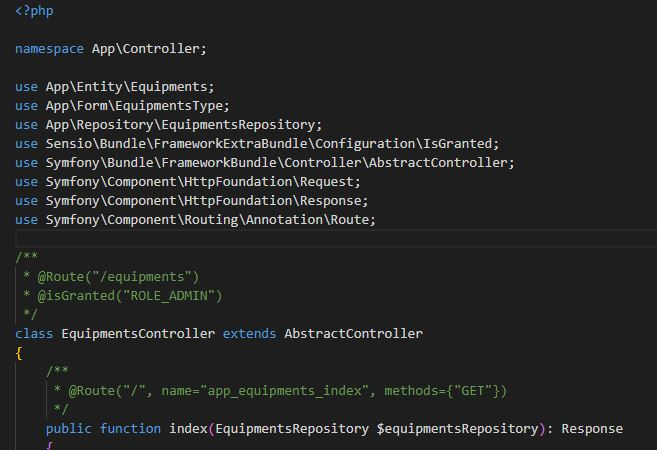 <?php
namespace App\Controller;
use App\Entity\Equipments;
use App\Form\EquipmentsType;
use App\Repository\EquipmentsRepository;
use Sensio\Bundle\FrameworkExtraBundle\Configuration\IsGranted;
use Symfony\Bundle\FrameworkBundle\Controller\AbstractController;
use Symfony\Component\HttpFoundation\Request;
use Symfony\Component\HttpFoundation\Response;
use Symfony\Component\Routing\Annotation\Route;
/**
* @Route("/equipments")
* @isGranted("ROLE_ADMIN")
*/
class EquipmentsController extends AbstractController
{
/**
* @Route("/", name="app_equipments_index", methods={"GET"})
*/
public function index(EquipmentsRepository $equipmentsRepository): Response
{